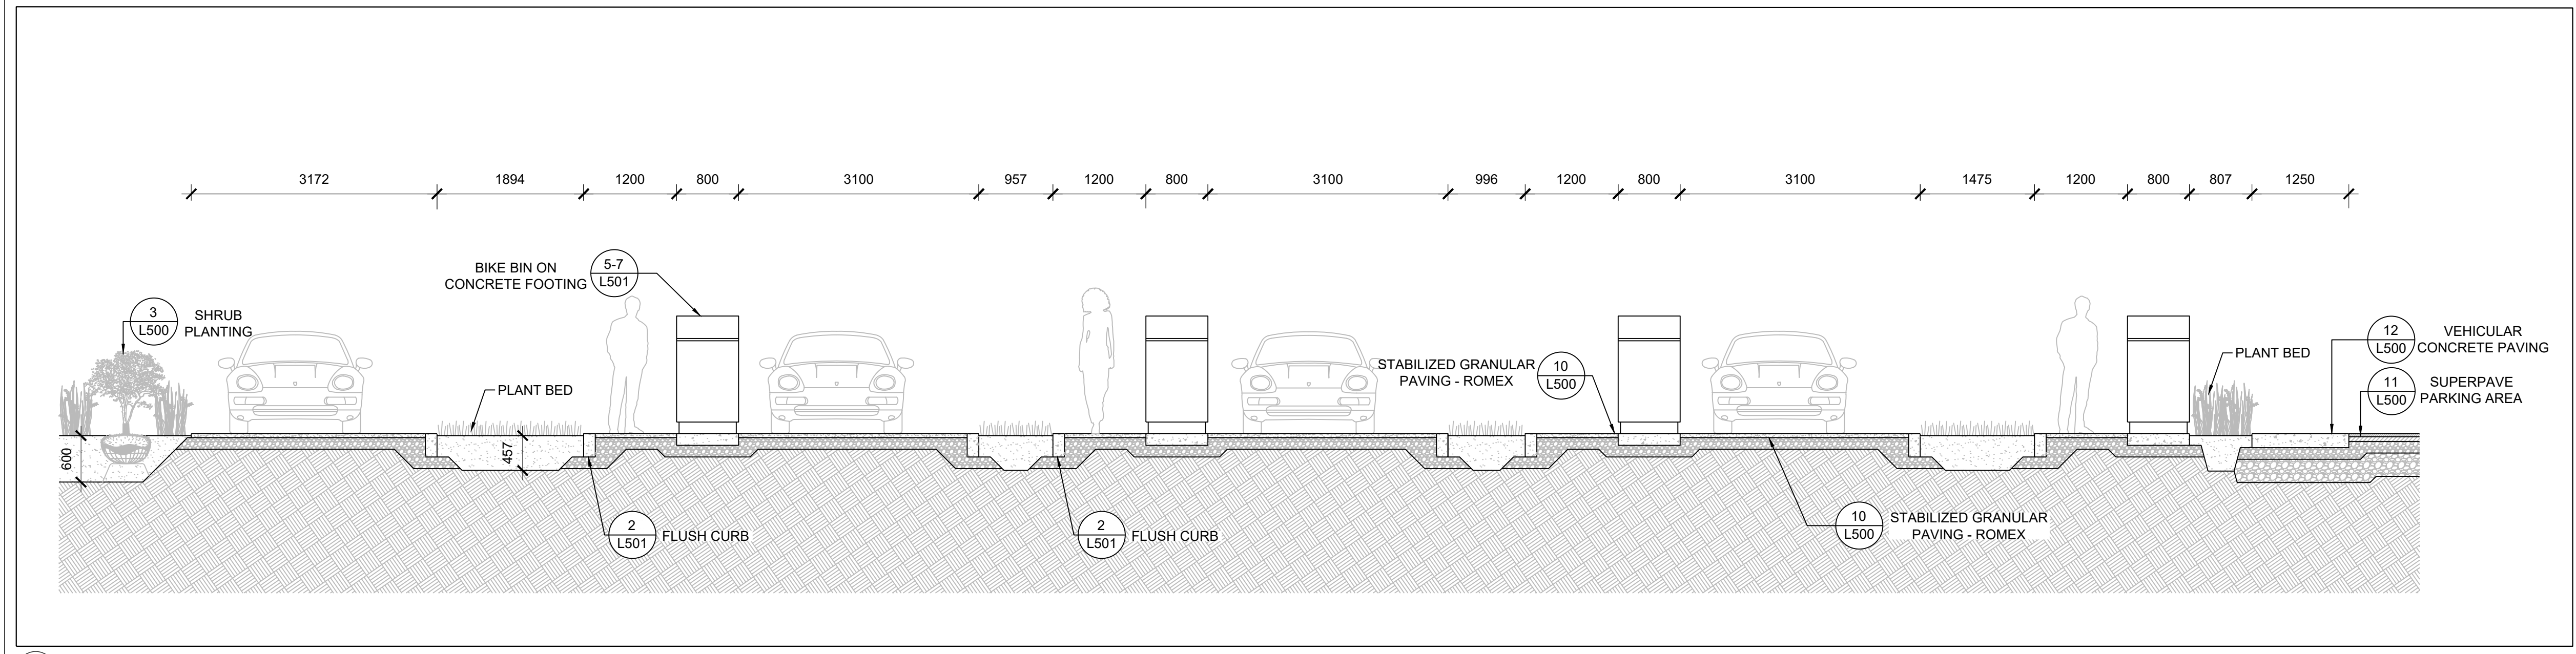 3172
1894
1200
800
3100
957
1200
800
3100
996
1200
800
3100
1475
1200
800
807
1250
BIKE BIN ON
CONCRETE FOOTING
5-7
L501
3
L500
SHRUB
PLANTING
PLANT BED
STABILIZED GRANULAR
PAVING - ROMEX
10
L500
PLANT BED
12
L500
VEHICULAR
CONCRETE PAVING
11
L500
SUPERPAVE
PARKING AREA
600
457
2
L501
FLUSH CURB
2
L501
FLUSH CURB
10
L500
STABILIZED GRANULAR
PAVING - ROMEX